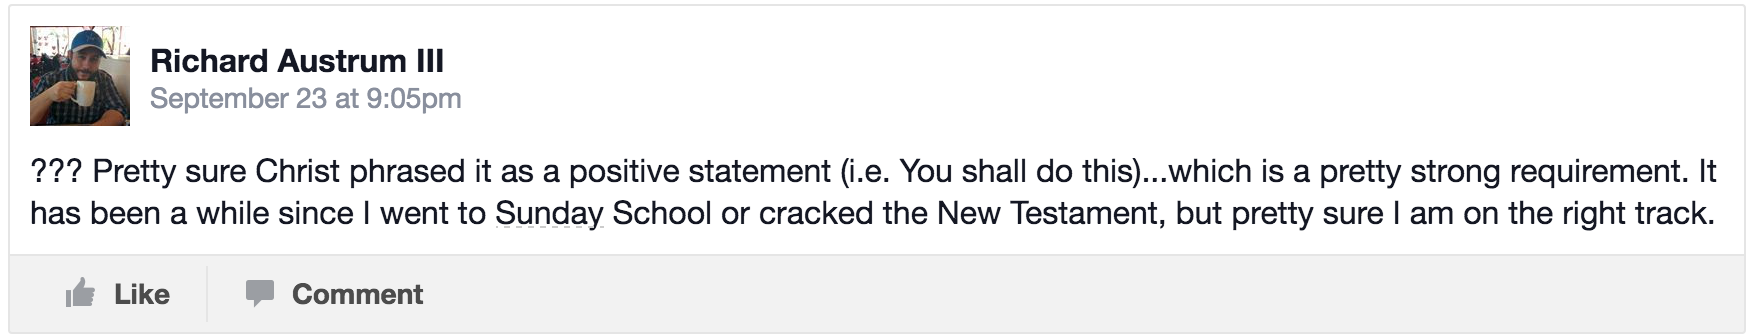 Richard Austrum III
September 23 at 9:05pm
??? Pretty sure Christ phrased it as a positive statement (i.e. You shall do this)...which is a pretty strong requirement. It
has been a while since I went to Sunday School or cracked the New Testament, but pretty sure I am on the right track.
Like Comment